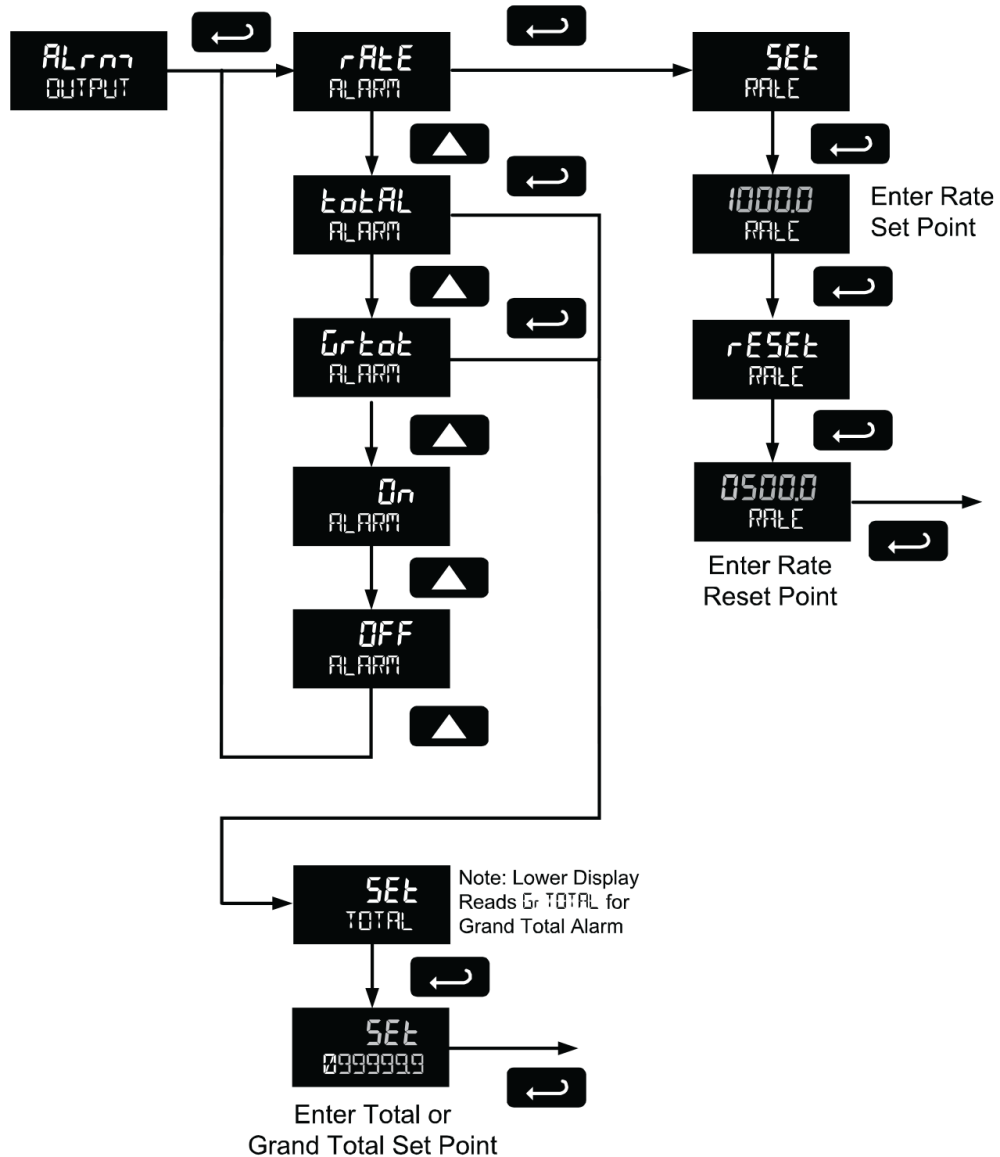 ALrm
OUTPUT
rAtE
ALARM
SEt
RAtE
totAL
ALARM
1000.0
RAtE
Enter Rate
Set Point
Grtot
ALARM
rESEt
RAtE
On
ALARM
0500.0
RAtE
Enter Rate
Reset Point
OFF
ALARM
SEt
TOTAL
Note: Lower Display
Reads Gr TOTAL for
Grand Total Alarm
SEt
099999.9
Enter Total or
Grand Total Set Point